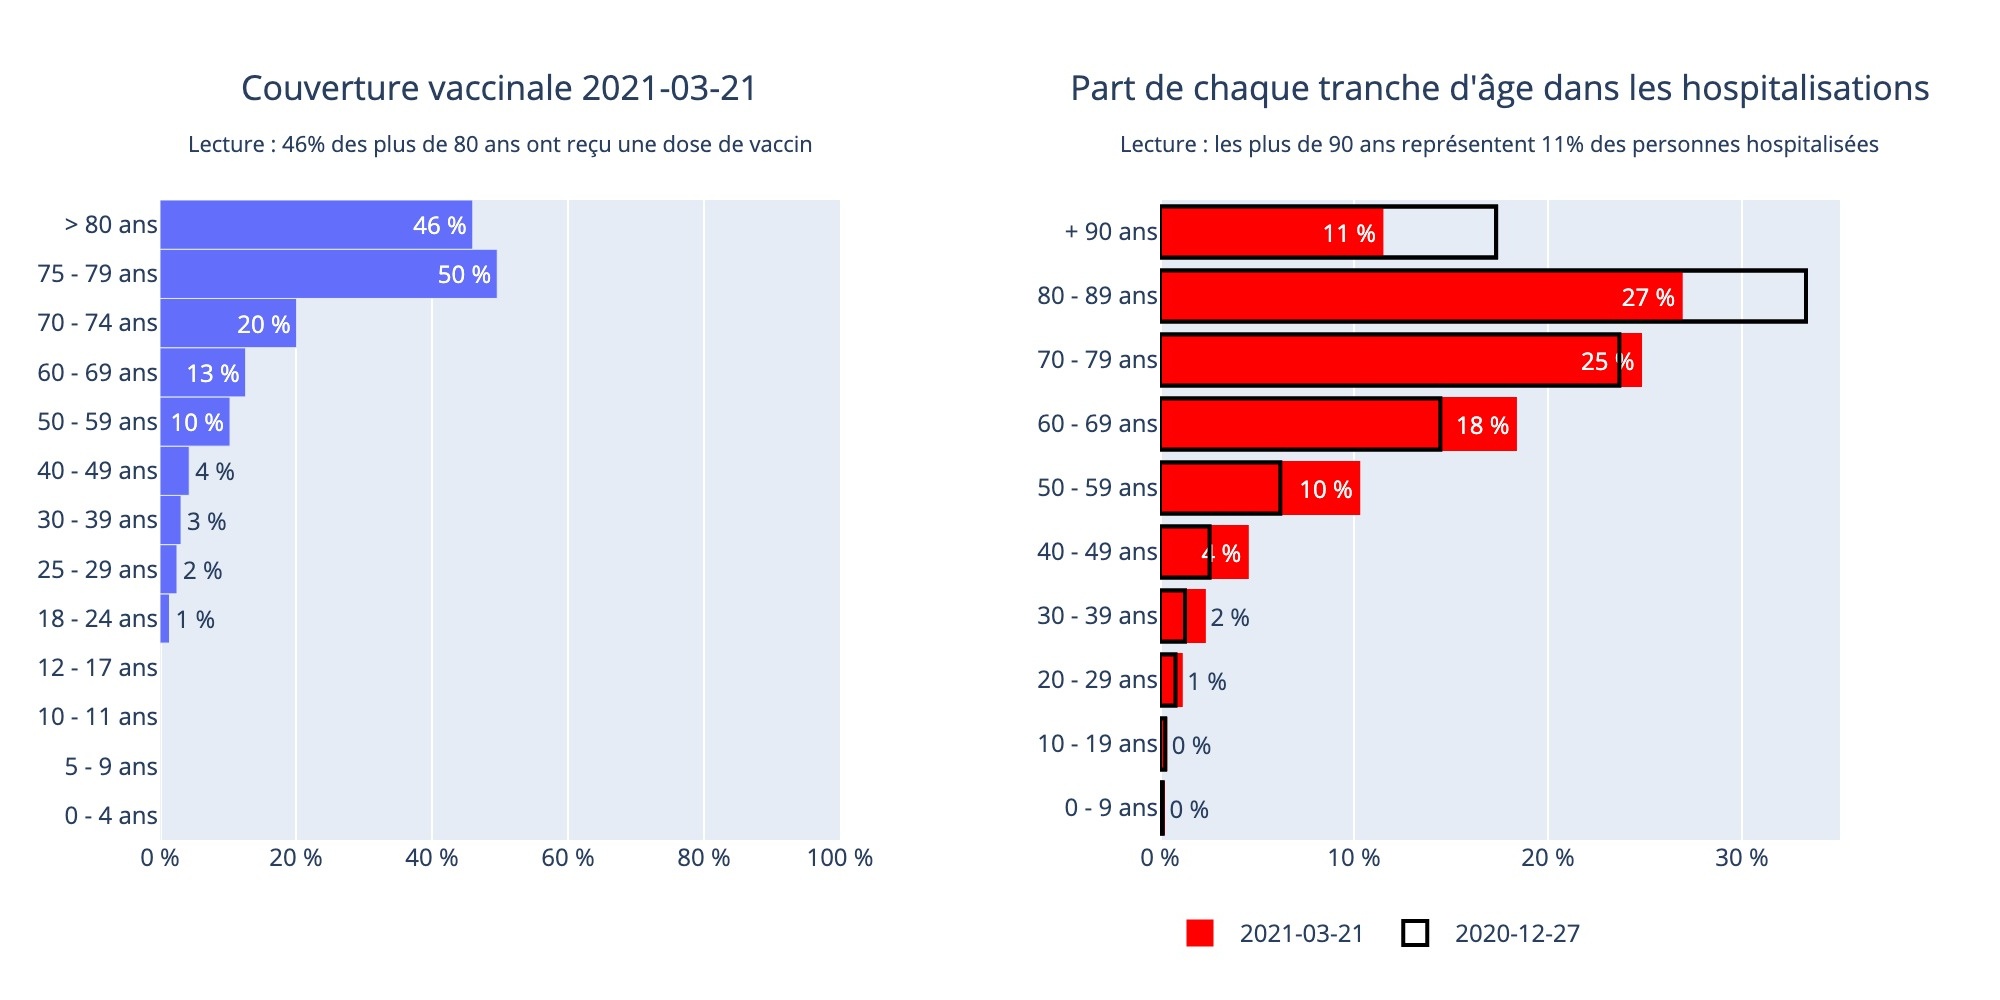 Couverture vaccinale 2021-03-21
Lecture : 46% des plus de 80 ans ont reçu une dose de vaccin
> 80 ans 46 %
75 - 79 ans 50 %
70 - 74 ans 20 %
60 - 69 ans 13 %
50 - 59 ans 10 %
40 - 49 ans 4 %
30 - 39 ans 3 %
25 - 29 ans 2 %
18 - 24 ans 1 %
12 - 17 ans
10 - 11 ans
5 - 9 ans
0 - 4 ans
0 % 20 % 40 % 60 % 80 % 100 %
Part de chaque tranche d'âge dans les hospitalisations
Lecture : les plus de 90 ans représentent 11% des personnes hospitalisées
+ 90 ans 11 %
80 - 89 ans 27 %
70 - 79 ans 25 %
60 - 69 ans 18 %
50 - 59 ans 10 %
40 - 49 ans 4 %
30 - 39 ans 2 %
20 - 29 ans 1 %
10 - 19 ans 0 %
0 - 9 ans 0 %
0 % 10 % 20 % 30 %
2021-03-21 2020-12-27